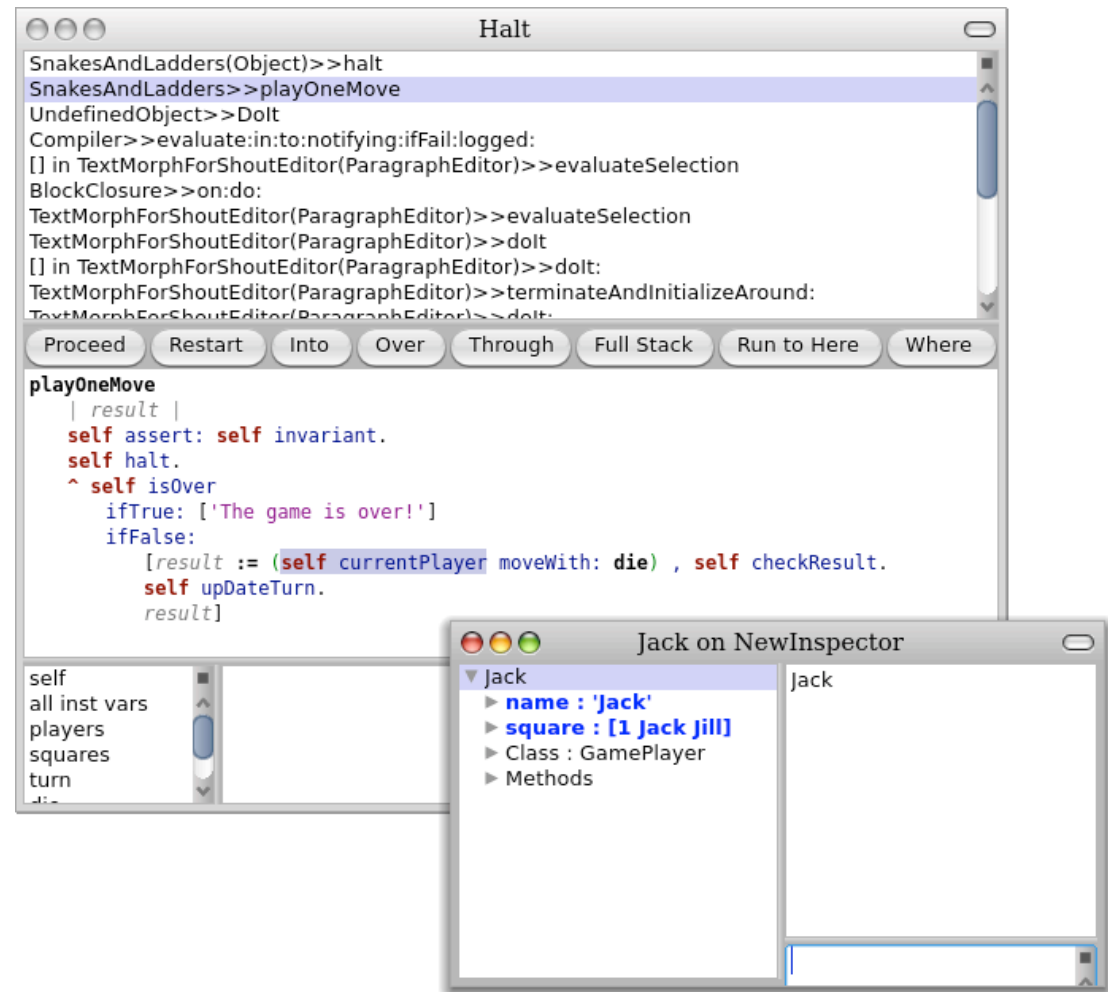 Halt
SnakesAndLadders(Object)>>halt
SnakesAndLadders>>playOneMove
UndefinedObject>>DoIt
Compiler>>evaluate:in:to:notifying:ifFail:logged:
[] in TextMorphForShoutEditor(ParagraphEditor)>>evaluateSelection
BlockClosure>>on:do:
TextMorphForShoutEditor(ParagraphEditor)>>evaluateSelection
TextMorphForShoutEditor(ParagraphEditor)>>doIt
[] in TextMorphForShoutEditor(ParagraphEditor)>>doIt:
TextMorphForShoutEditor(ParagraphEditor)>>terminateAndInitializeAround:
TextMorphForShoutEditor(ParagraphEditor)>>doIt:
Proceed Restart Into Over Through Full Stack Run to Here Where
playOneMove
| result |
self assert: self invariant.
self halt.
^ self isOver
ifTrue: ['The game is over!']
ifFalse:
[result := (self currentPlayer moveWith: die) , self checkResult.
self upDateTurn.
result]
self
all inst vars
players
squares
turn
die
Jack on NewInspector
Jack
name : 'Jack'
square : [1 Jack Jill]
Class : GamePlayer
Methods
Jack